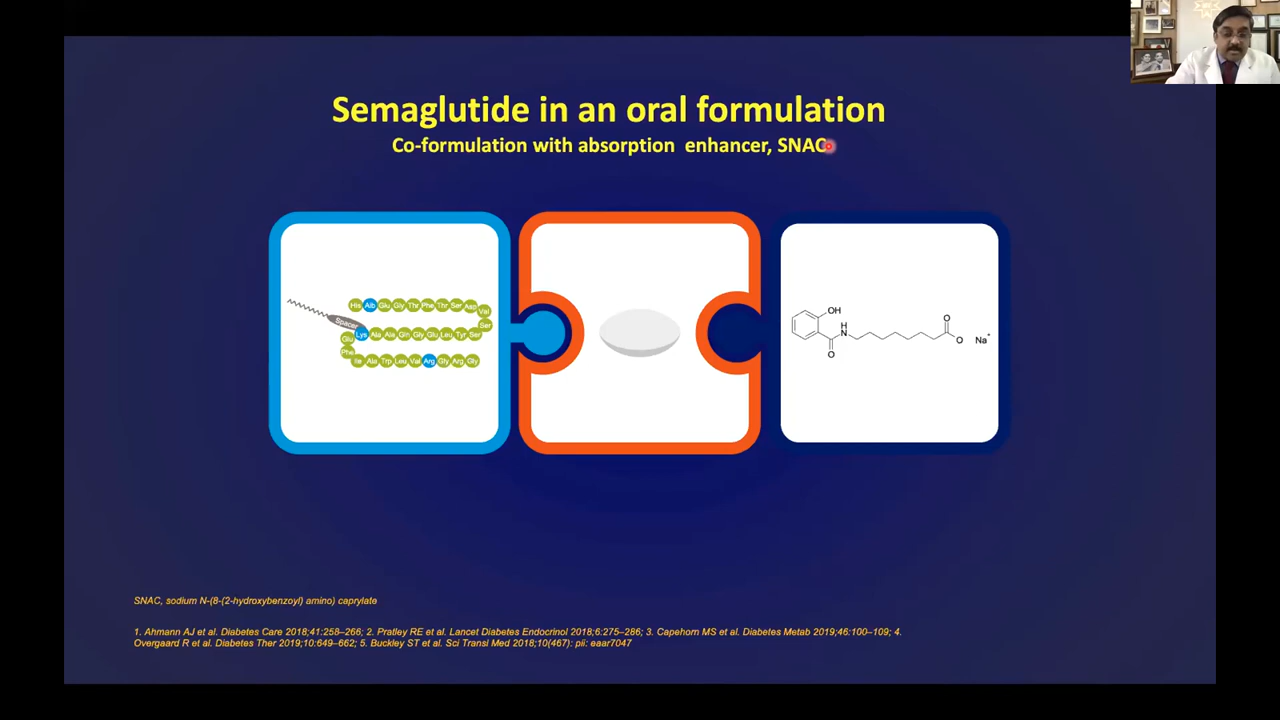 Semaglutide in an oral formulation
Co-formulation with absorption enhancer, SNAC
His Aib Glu Gly Thr Phe Thr Ser Asp Val
Ser
Spacer
Lys Ala Ala Gln Gly Glu Leu Tyr Ser
Glu
Phe
Ile Ala Trp Leu Val Arg Gly Arg Gly
OH
H
N
O
O
O
Na+
SNAC, sodium N-(8-(2-hydroxybenzoyl) amino) caprylate
1. Ahmann AJ et al. Diabetes Care 2018;41:258–266; 2. Pratley RE et al. Lancet Diabetes Endocrinol 2018;6:275–286; 3. Capehorn MS et al. Diabetes Metab 2019;46:100–109; 4.
Overgaard R et al. Diabetes Ther 2019;10:649–662; 5. Buckley ST et al. Sci Transl Med 2018;10(467): pii: eaar7047